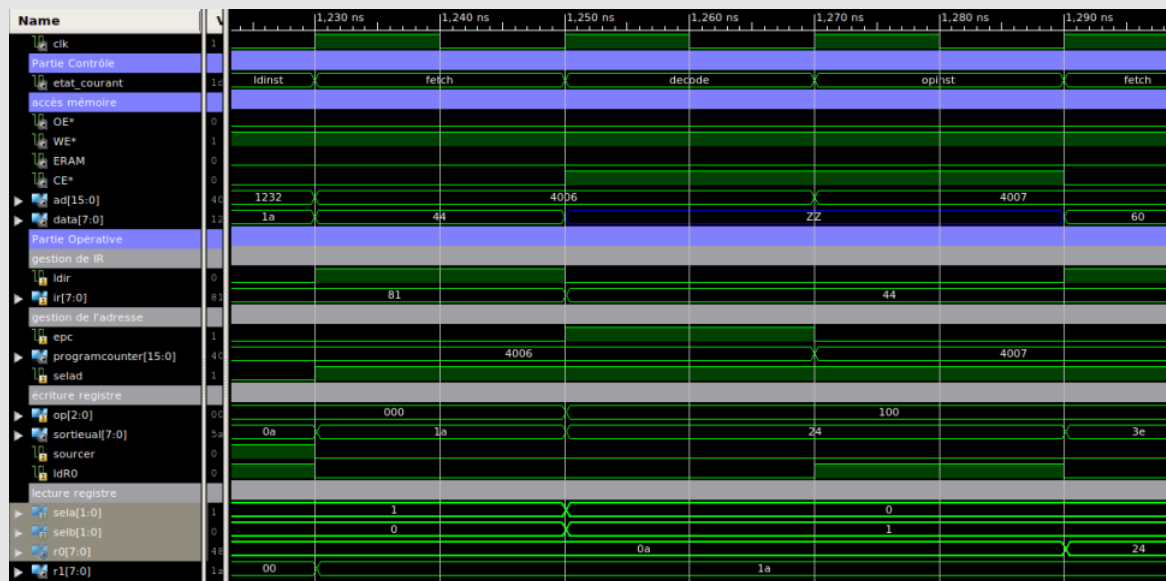 Name V 1,230 ns 1,240 ns 1,250 ns 1,260 ns 1,270 ns 1,280 ns 1,290 ns
clk 1
Partie Contrôle
etat_courant 1d ldinst fetch decode opinst fetch
accès mémoire
OE* 0
WE* 1
ERAM 0
CE* 0
ad[15:0] 40 1232 4006 4007
data[7:0] 12 1a 44 ZZ 60
Partie Opérative
gestion de IR
ldir 0
ir[7:0] 81 81 44
gestion de l'adresse
epc 1
programcounter[15:0] 40 4006 4007
selad 1
écriture registre
op[2:0] 00 000 100
sortieual[7:0] 5a 0a 1a 24 3e
sourcer 0
ldR0 0
lecture registre
sela[1:0] 1 1 0
selb[1:0] 0 0 1
r0[7:0] 48 0a 24
r1[7:0] 1a 00 1a